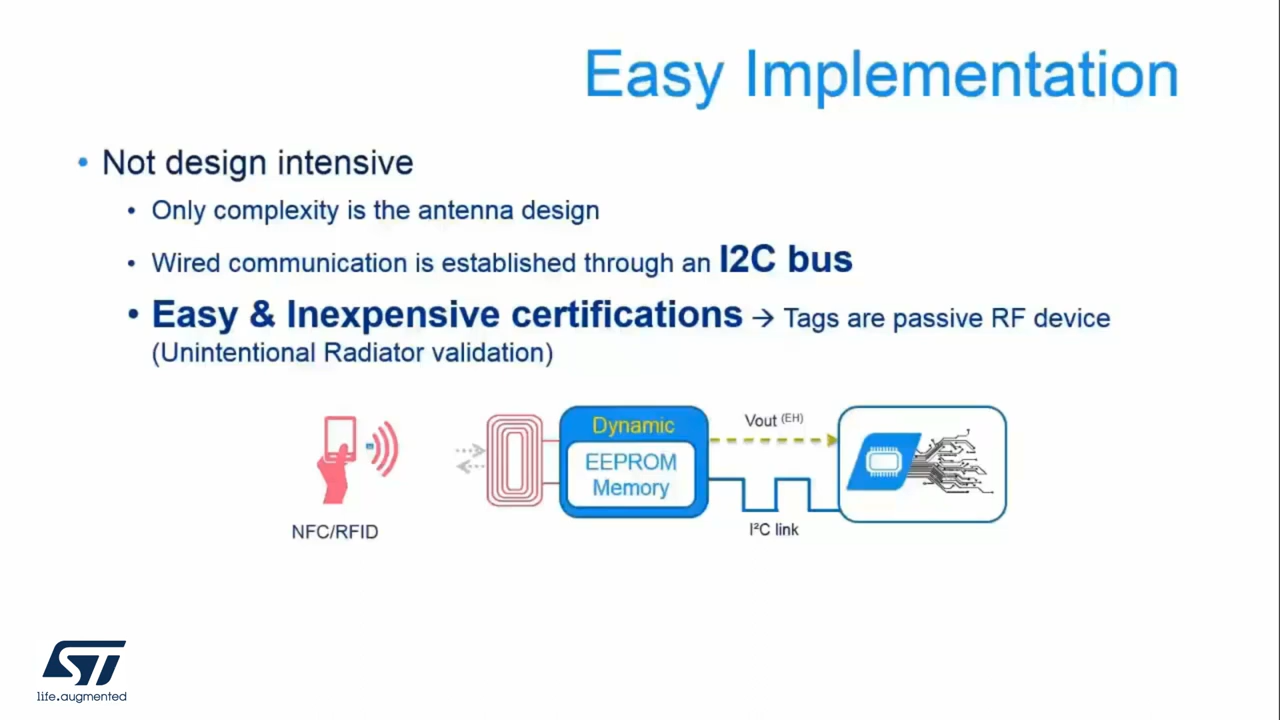 Easy Implementation
• Not design intensive
• Only complexity is the antenna design
• Wired communication is established through an I2C bus
• Easy & Inexpensive certifications → Tags are passive RF device
(Unintentional Radiator validation)
Dynamic
EEPROM
Memory
Vout (EH)
I²C link
NFC/RFID
ST
life.augmented